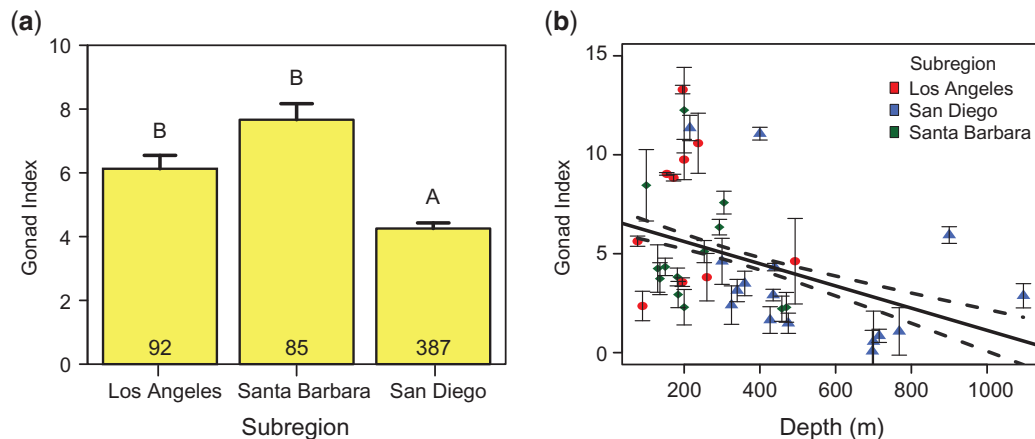 (a)
10
8
6
4
2
0
Gonad Index
B
B
A
92
85
387
Los Angeles
Santa Barbara
San Diego
Subregion
(b)
15
10
5
0
Gonad Index
Subregion
Los Angeles
San Diego
Santa Barbara
200
400
600
800
1000
Depth (m)